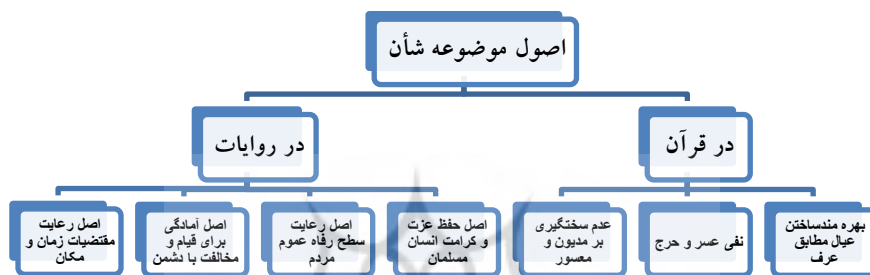 اصول موضوعه شأن
در قرآن
در روایات
بهره مندساختن
عیال مطابق
عرف
نفی عسر و حرج
عدم سختگیری
بر مدیون و
معصور
اصل حفظ عزت
و کرامت انسان
مسلمان
اصل رعایت
سطح رفاه عموم
مردم
اصل آمادگی
برای قیام و
مخالفت با دشمن
اصل رعایت
مقتضیات زمان و
مکان